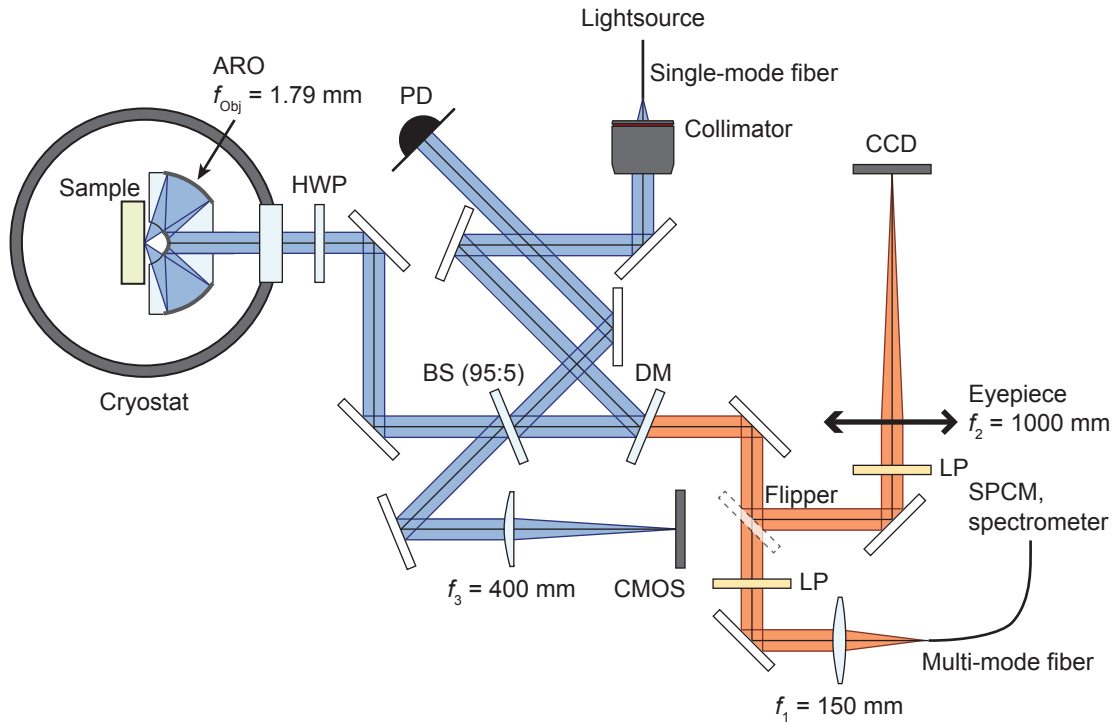 Lightsource
Single-mode fiber
Collimator
ARO
f_Obj = 1.79 mm
PD
CCD
Sample
HWP
Cryostat
BS (95:5)
DM
Eyepiece
f_2 = 1000 mm
LP
Flipper
SPCM,
spectrometer
f_3 = 400 mm
CMOS
LP
Multi-mode fiber
f_1 = 150 mm